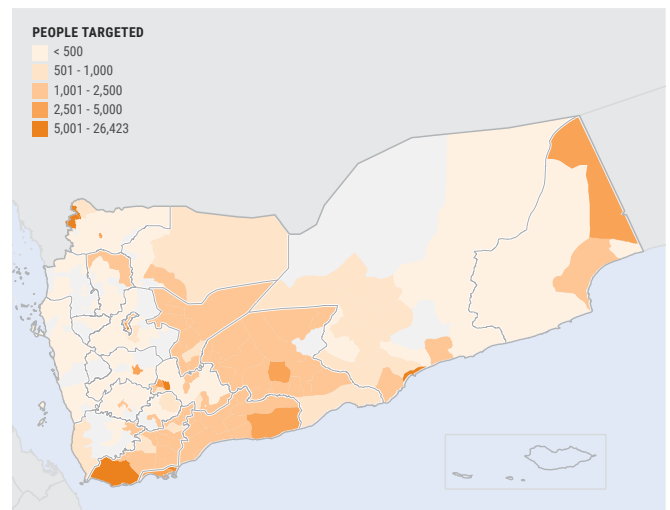 PEOPLE TARGETED
< 500
501 - 1,000
1,001 - 2,500
2,501 - 5,000
5,001 - 26,423